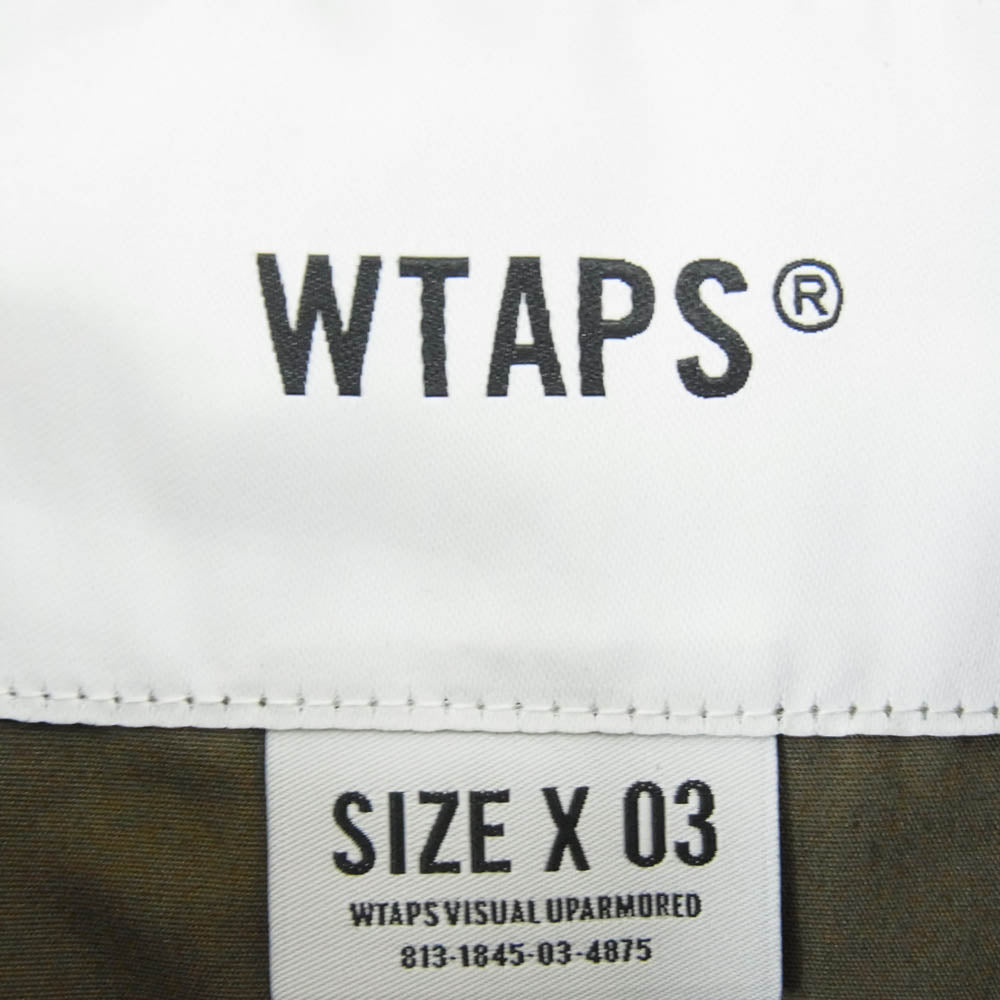 WTAPS®
SIZE X 03
WTAPS VISUAL UPARMORED
813-1845-03-4875